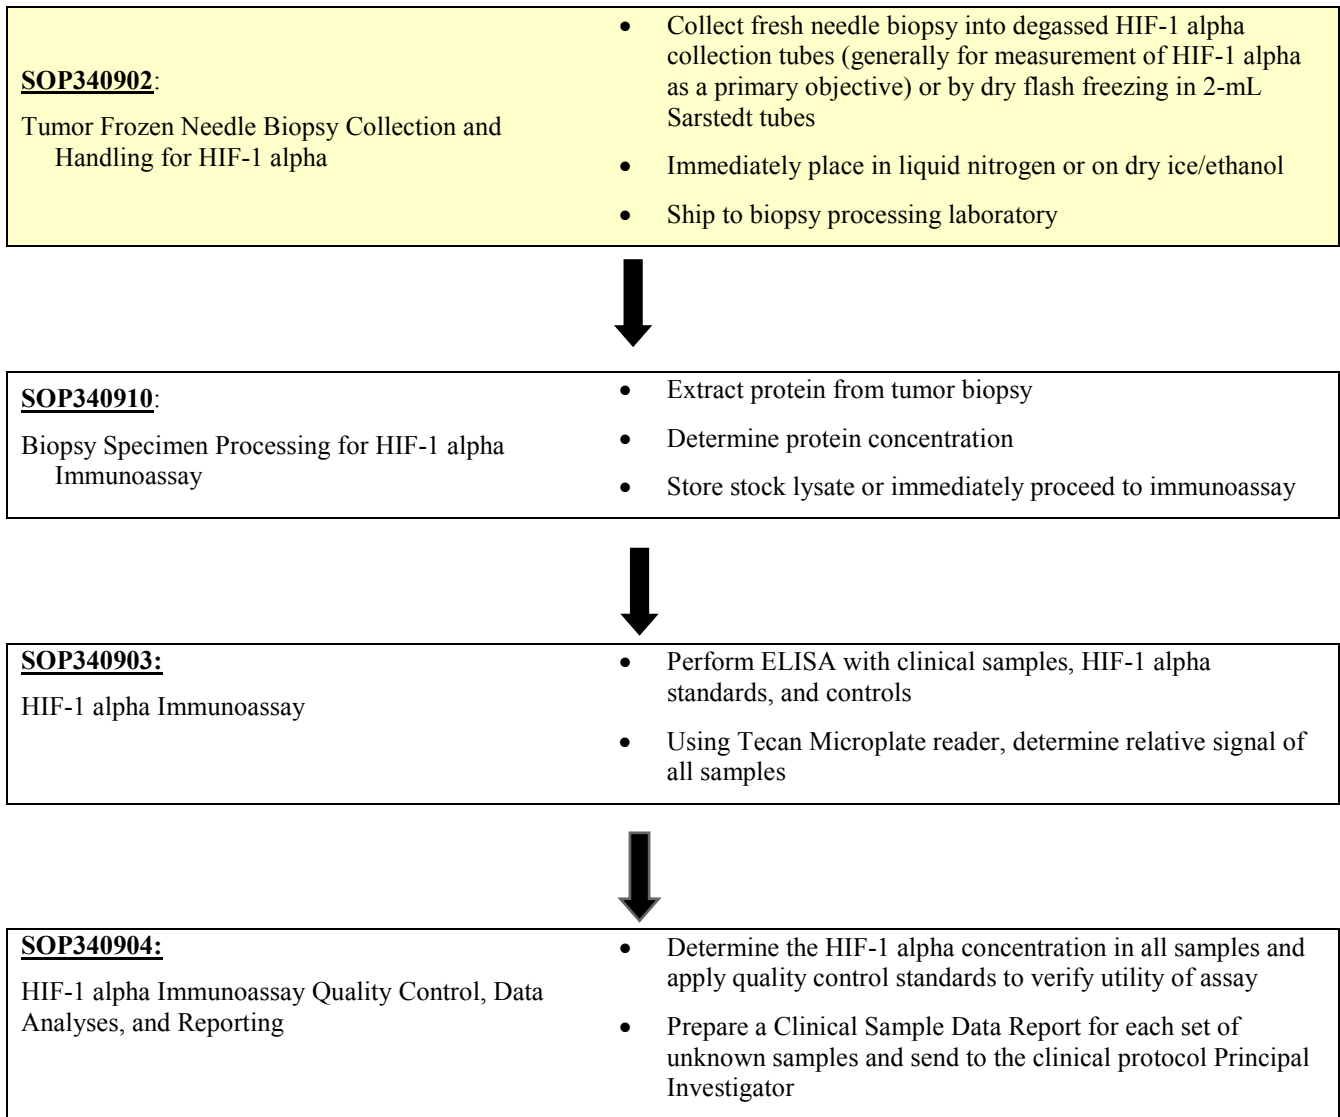 SOP340902:
Tumor Frozen Needle Biopsy Collection and
Handling for HIF-1 alpha
• Collect fresh needle biopsy into degassed HIF-1 alpha
collection tubes (generally for measurement of HIF-1 alpha
as a primary objective) or by dry flash freezing in 2-mL
Sarstedt tubes
• Immediately place in liquid nitrogen or on dry ice/ethanol
• Ship to biopsy processing laboratory
SOP340910:
Biopsy Specimen Processing for HIF-1 alpha
Immunoassay
• Extract protein from tumor biopsy
• Determine protein concentration
• Store stock lysate or immediately proceed to immunoassay
SOP340903:
HIF-1 alpha Immunoassay
• Perform ELISA with clinical samples, HIF-1 alpha
standards, and controls
• Using Tecan Microplate reader, determine relative signal of
all samples
SOP340904:
HIF-1 alpha Immunoassay Quality Control, Data
Analyses, and Reporting
• Determine the HIF-1 alpha concentration in all samples and
apply quality control standards to verify utility of assay
• Prepare a Clinical Sample Data Report for each set of
unknown samples and send to the clinical protocol Principal
Investigator